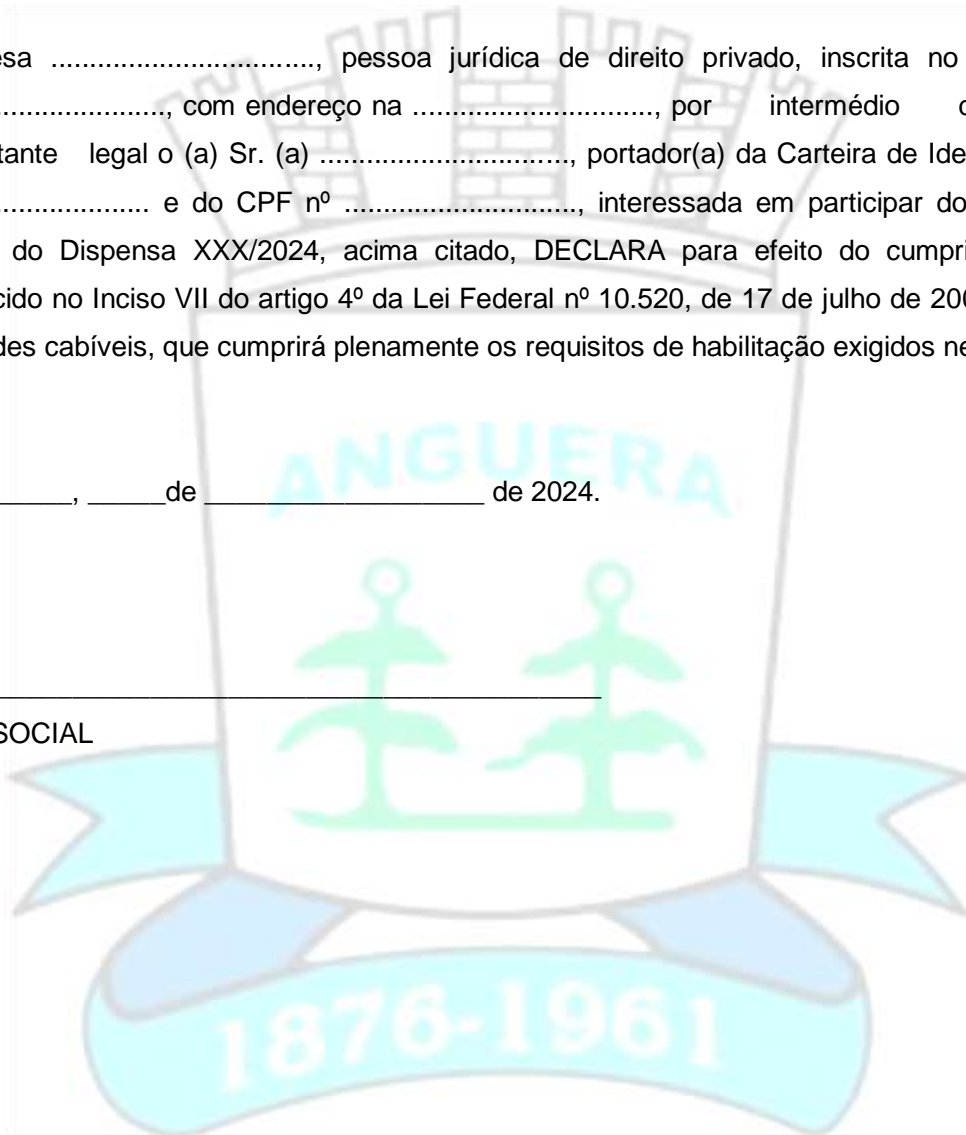 esa .................................., pessoa jurídica de direito privado, inscrita no
......................, com endereço na ..............................., por intermédio
tante legal o (a) Sr. (a) ................................, portador(a) da Carteira de Ide
.................... e do CPF nº .............................., interessada em participar do
do Dispensa XXX/2024, acima citado, DECLARA para efeito do cumpri
cido no Inciso VII do artigo 4º da Lei Federal nº 10.520, de 17 de julho de 200
des cabíveis, que cumprirá plenamente os requisitos de habilitação exigidos ne
ANGUERA
_____, _____de __________________ de 2024.
_______________________________________
SOCIAL
1876-1961